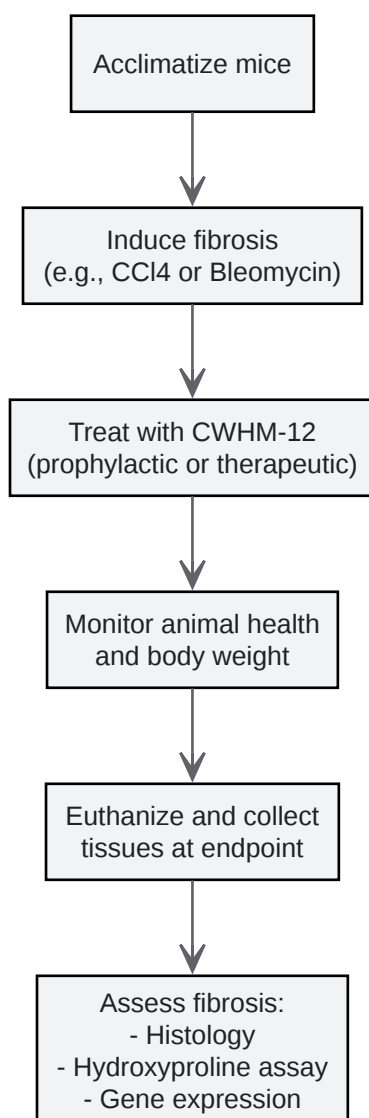 Acclimatize mice
Induce fibrosis
(e.g., CCl4 or Bleomycin)
Treat with CWHM-12
(prophylactic or therapeutic)
Monitor animal health
and body weight
Euthanize and collect
tissues at endpoint
Assess fibrosis:
- Histology
- Hydroxyproline assay
- Gene expression